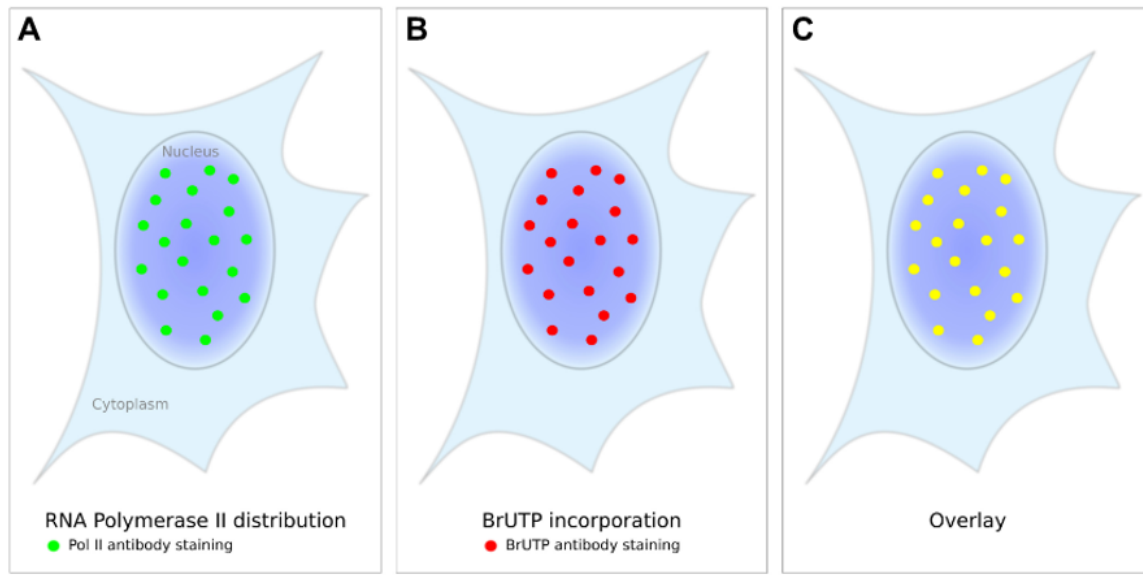 A
Nucleus
Cytoplasm
RNA Polymerase II distribution
Pol II antibody staining
B
BrUTP incorporation
BrUTP antibody staining
C
Overlay